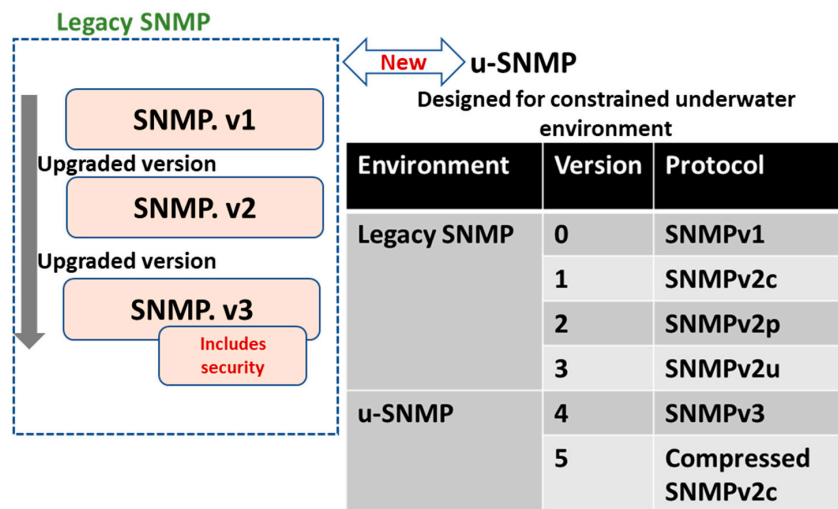 Legacy SNMP
SNMP. v1
Upgraded version
SNMP. v2
Upgraded version
SNMP. v3
Includes
security
New
u-SNMP
Designed for constrained underwater
environment
Environment Version Protocol
Legacy SNMP 0 SNMPv1
1 SNMPv2c
2 SNMPv2p
3 SNMPv2u
u-SNMP 4 SNMPv3
5 Compressed
SNMPv2c